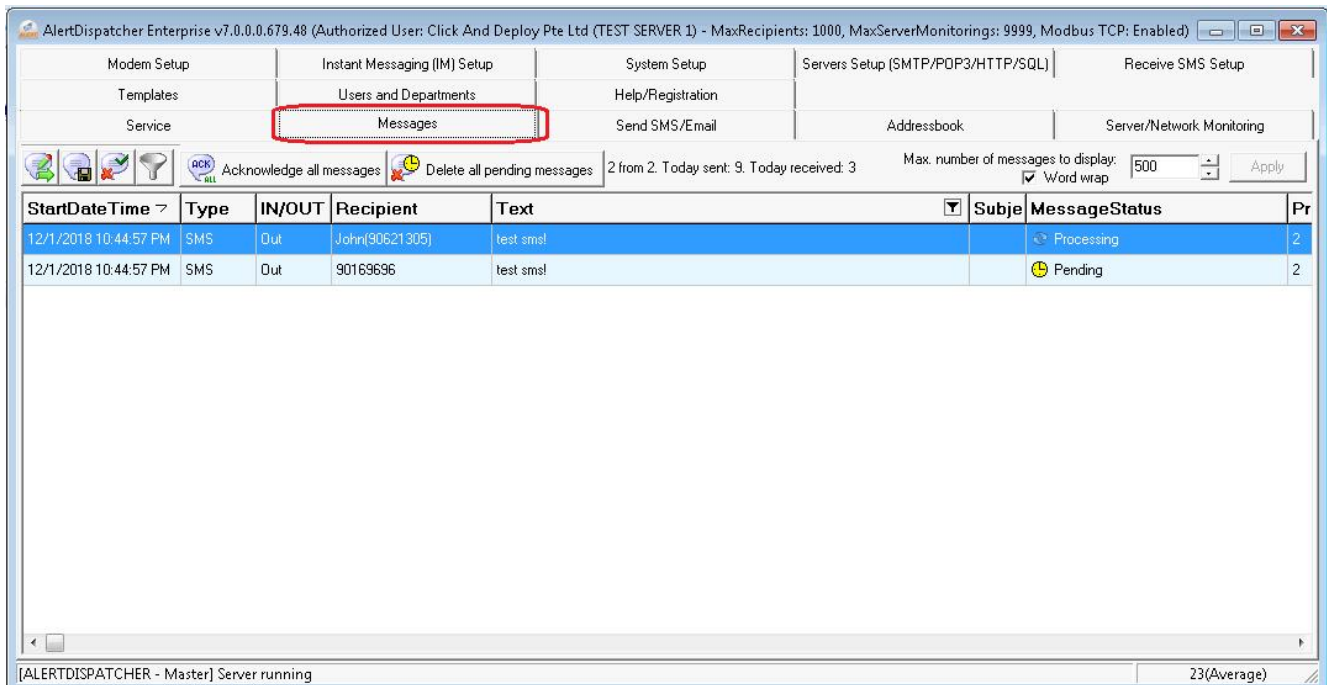 AlertDispatcher Enterprise v7.0.0.0.679.48 (Authorized User: Click And Deploy Pte Ltd (TEST SERVER 1) - MaxRecipients: 1000, MaxServerMonitorings: 9999, Modbus TCP: Enabled)
Modem Setup Instant Messaging (IM) Setup System Setup Servers Setup (SMTP/POP3/HTTP/SQL) Receive SMS Setup
Templates Users and Departments Help/Registration
Service Messages Send SMS/Email Addressbook Server/Network Monitoring
ACK ALL Acknowledge all messages Delete all pending messages 2 from 2. Today sent: 9. Today received: 3 Max. number of messages to display: 500 Apply
Word wrap
StartDateTime Type IN/OUT Recipient Text Subje MessageStatus Pr
12/1/2018 10:44:57 PM SMS Out John(90621305) test sms! Processing 2
12/1/2018 10:44:57 PM SMS Out 90169696 test sms! Pending 2
[ALERTDISPATCHER - Master] Server running 23(Average)